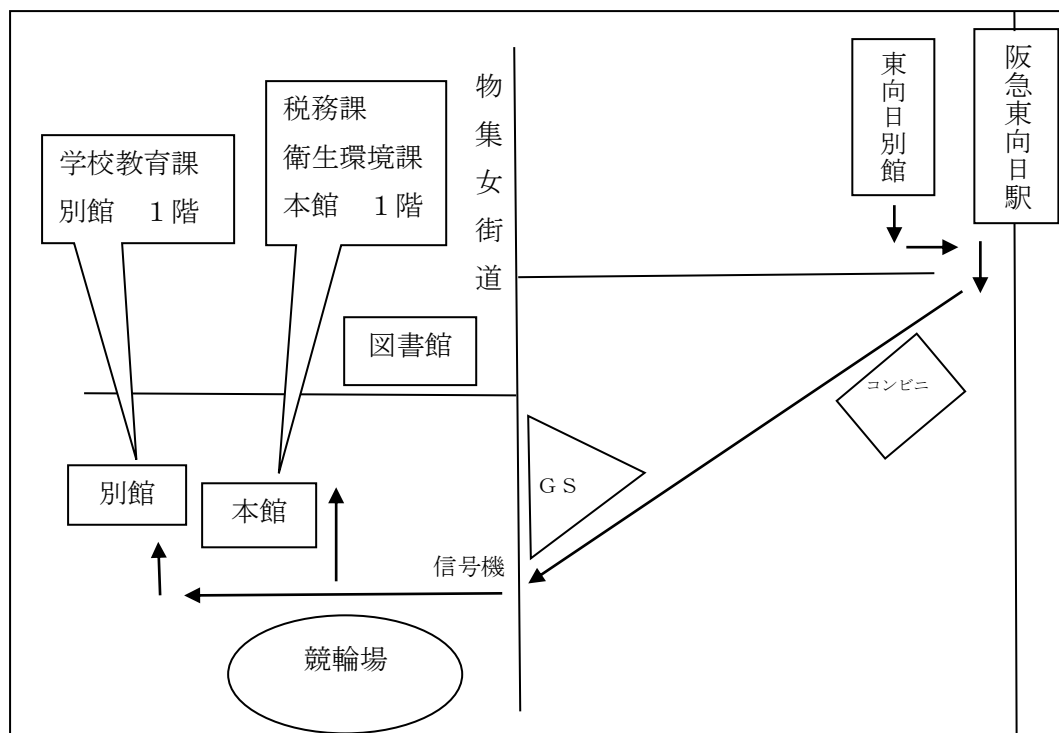 学校教育課
別館　１階
税務課
衛生環境課
本館　１階
物集女街道
東向日別館
阪急東向日駅
図書館
コンビニ
別館
本館
ＧＳ
信号機
競輪場